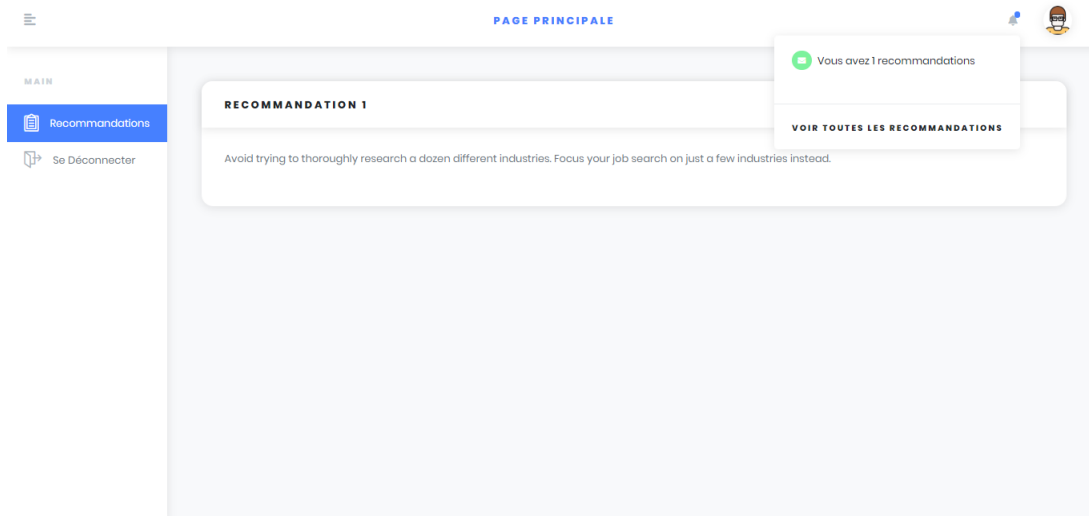 PAGE PRINCIPALE
Vous avez 1 recommandations
VOIR TOUTES LES RECOMMANDATIONS
MAIN
Recommandations
Se Déconnecter
RECOMMANDATION 1
Avoid trying to thoroughly research a dozen different industries. Focus your job search on just a few industries instead.